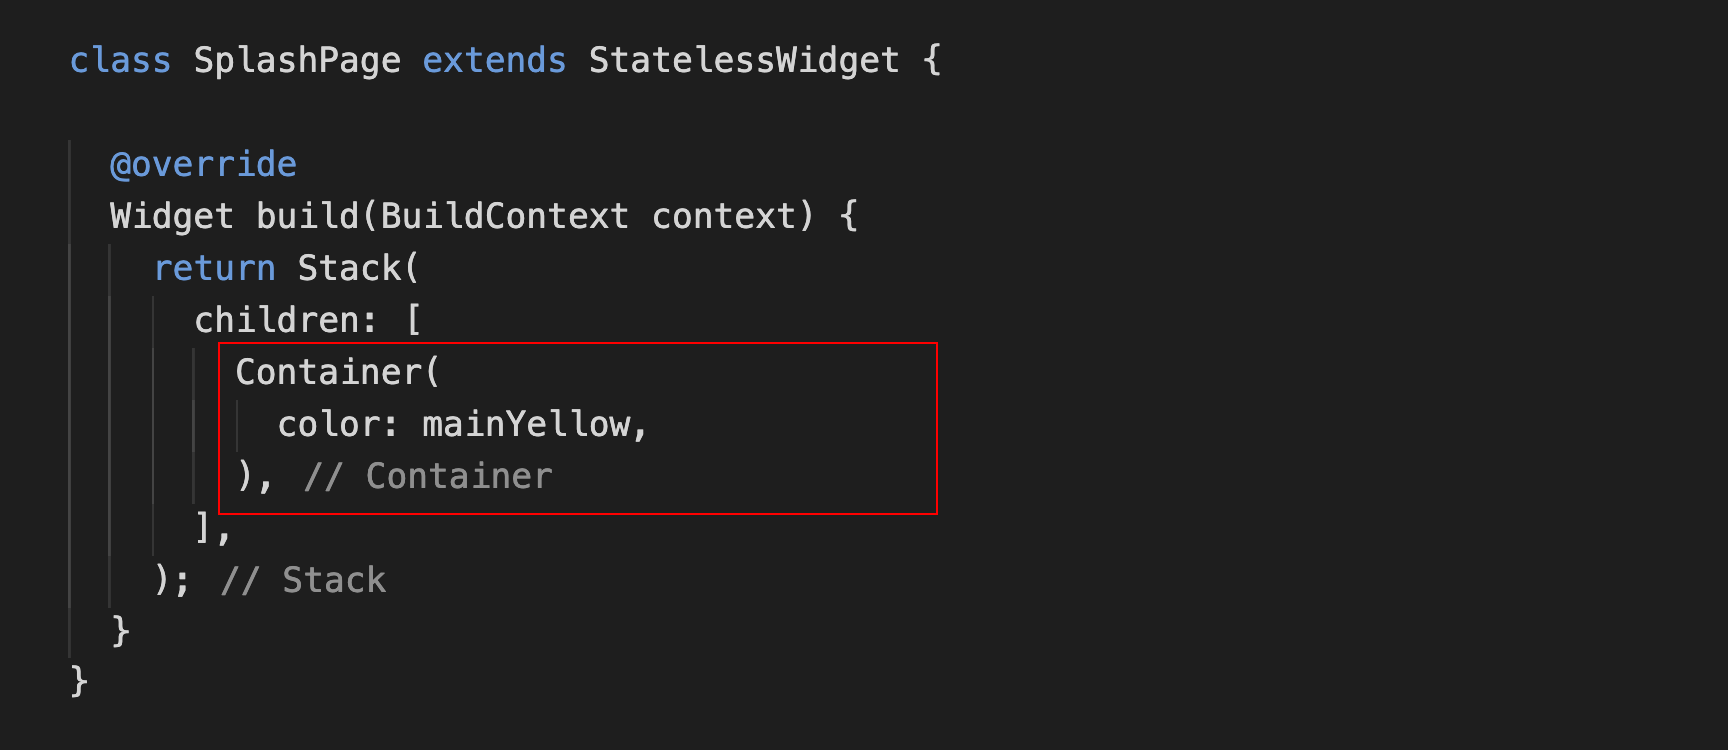 class SplashPage extends StatelessWidget {
@override
Widget build(BuildContext context) {
return Stack(
children: [
Container(
color: mainYellow,
), // Container
],
); // Stack
}
}